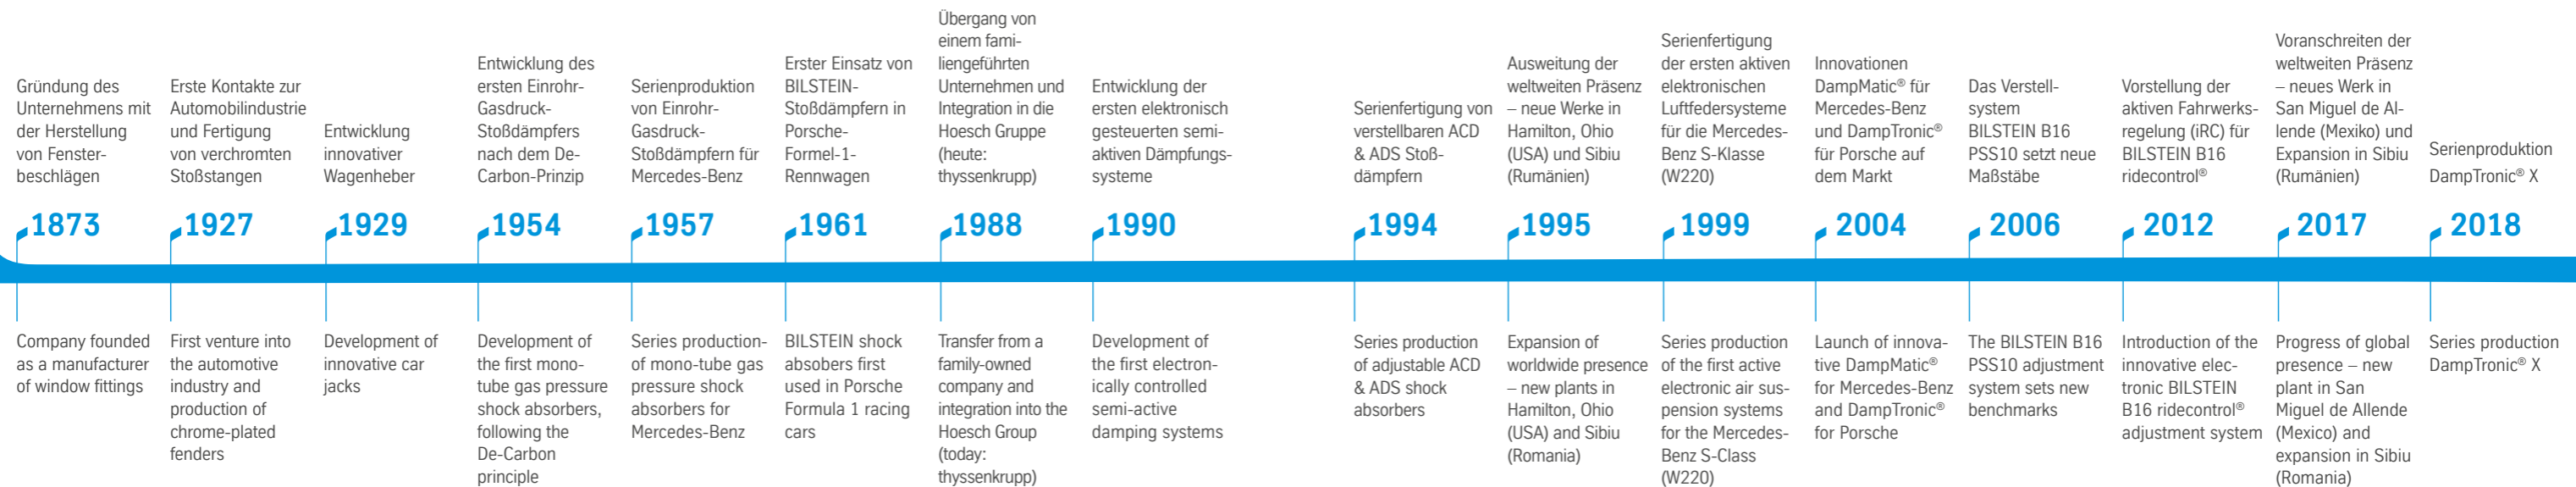 Gründung des
Unternehmens mit
der Herstellung
von Fenster-
beschlägen
1873
Company founded
as a manufacturer
of window fittings
Erste Kontakte zur
Automobilindustrie
und Fertigung
von verchromten
Stoßstangen
1927
First venture into
the automotive
industry and
production of
chrome-plated
fenders
Entwicklung
innovativer
Wagenheber
1929
Development of
innovative car
jacks
Entwicklung des
ersten Einrohr-
Gasdruck-
Stoßdämpfers
nach dem De-
Carbon-Prinzip
1954
Development of
the first mono-
tube gas pressure
shock absorbers,
following the
De-Carbon
principle
Serienproduktion
von Einrohr-
Gasdruck-
Stoßdämpfern für
Mercedes-Benz
1957
Series production-
of mono-tube gas
pressure shock
absorbers for
Mercedes-Benz
Erster Einsatz von
BILSTEIN-
Stoßdämpfern in
Porsche-
Formel-1-
Rennwagen
1961
BILSTEIN shock
absobers first
used in Porsche
Formula 1 racing
cars
Übergang von
einem fami-
liengeführten
Unternehmen und
Integration in die
Hoesch Gruppe
(heute:
thyssenkrupp)
1988
Transfer from a
family-owned
company and
integration into the
Hoesch Group
(today:
thyssenkrupp)
Entwicklung der
ersten elektronisch
gesteuerten semi-
aktiven Dämpfungs-
systeme
1990
Development of
the first electron-
ically controlled
semi-active
damping systems
Serienfertigung von
verstellbaren ACD
& ADS Stoß-
dämpfern
1994
Series production
of adjustable ACD
& ADS shock
absorbers
Ausweitung der
weltweiten Präsenz
– neue Werke in
Hamilton, Ohio
(USA) und Sibiu
(Rumänien)
1995
Expansion of
worldwide presence
– new plants in
Hamilton, Ohio
(USA) and Sibiu
(Romania)
Serienfertigung
der ersten aktiven
elektronischen
Luftfedersysteme
für die Mercedes-
Benz S-Klasse
(W220)
1999
Series production
of the first active
electronic air sus-
pension systems
for the Mercedes-
Benz S-Class
(W220)
Innovationen
DampMatic® für
Mercedes-Benz
und DampTronic®
für Porsche auf
dem Markt
2004
Launch of innova-
tive DampMatic®
for Mercedes-Benz
and DampTronic®
for Porsche
Das Verstell-
system
BILSTEIN B16
PSS10 setzt neue
Maßstäbe
2006
The BILSTEIN B16
PSS10 adjustment
system sets new
benchmarks
Vorstellung der
aktiven Fahrwerks-
regelung (iRC) für
BILSTEIN B16
ridecontrol®
2012
Introduction of the
innovative elec-
tronic BILSTEIN
B16 ridecontrol®
adjustment system
Voranschreiten der
weltweiten Präsenz
– neues Werk in
San Miguel de Al-
lende (Mexiko) und
Expansion in Sibiu
(Rumänien)
2017
Progress of global
presence – new
plant in San
Miguel de Allende
(Mexico) and
expansion in Sibiu
(Romania)
Serienproduktion
DampTronic® X
2018
Series production
DampTronic® X